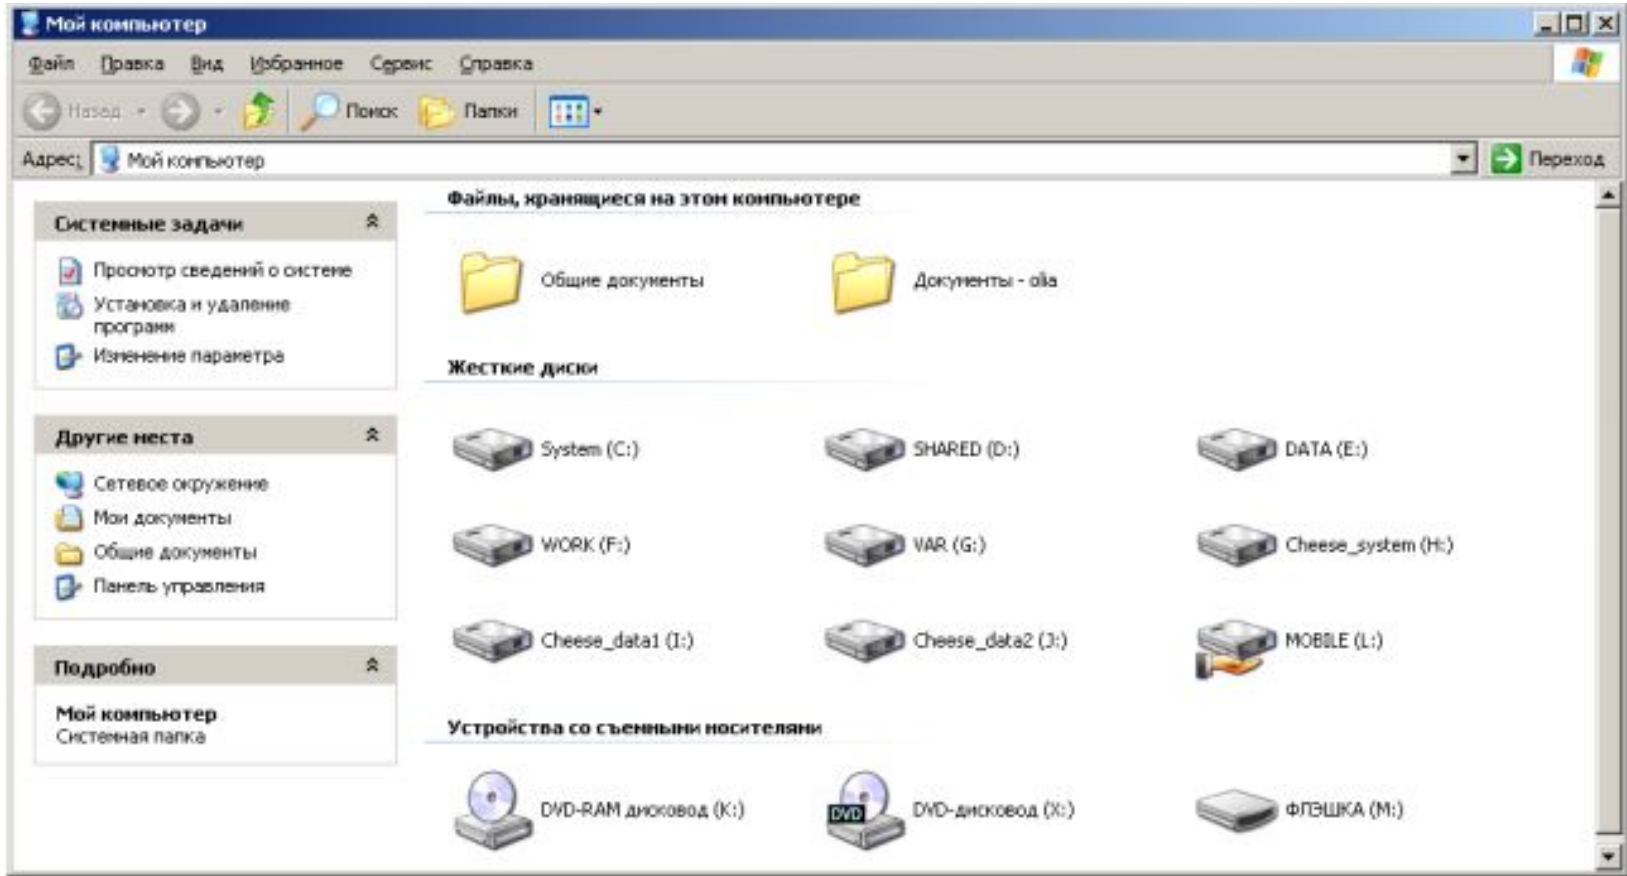 Мой компьютер
Файл Правка Вид Избранное Сервис Справка
Назад Поиск Папки
Адрес: Мой компьютер Переход
Системные задачи
Просмотр сведений о системе
Установка и удаление
программ
Изменение параметра
Другие места
Сетевое окружение
Мои документы
Общие документы
Панель управления
Подробно
Мой компьютер
Системная папка
Файлы, хранящиеся на этом компьютере
Общие документы Документы - olia
Жесткие диски
System (C:) SHARED (D:) DATA (E:)
WORK (F:) VAR (G:) Cheese_system (H:)
Cheese_data1 (I:) Cheese_data2 (J:) MOBILE (L:)
Устройства со съемными носителями
DVD-RAM дисковод (K:) DVD DVD-дисковод (X:) ФЛЭШКА (M:)